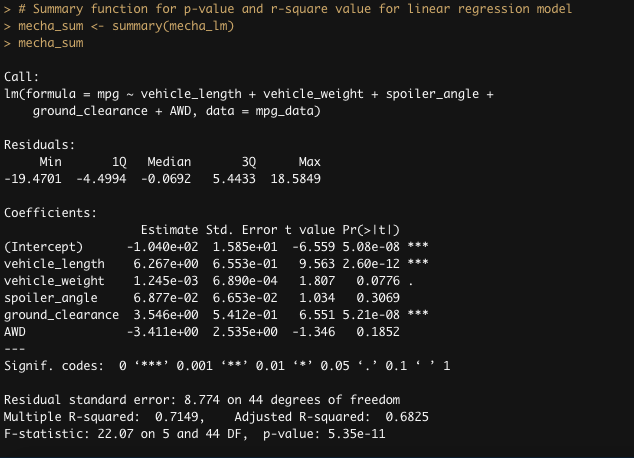 > # Summary function for p-value and r-square value for linear regression model
> mecha_sum <- summary(mecha_lm)
> mecha_sum

Call:
lm(formula = mpg ~ vehicle_length + vehicle_weight + spoiler_angle +
    ground_clearance + AWD, data = mpg_data)

Residuals:
     Min       1Q   Median       3Q      Max
-19.4701  -4.4994  -0.0692   5.4433  18.5849

Coefficients:
                   Estimate Std. Error t value Pr(>|t|)
(Intercept)      -1.040e+02  1.585e+01  -6.559 5.08e-08 ***
vehicle_length    6.267e+00  6.553e-01   9.563 2.60e-12 ***
vehicle_weight    1.245e-03  6.890e-04   1.807   0.0776 .
spoiler_angle     6.877e-02  6.653e-02   1.034   0.3069
ground_clearance  3.546e+00  5.412e-01   6.551 5.21e-08 ***
AWD              -3.411e+00  2.535e+00  -1.346   0.1852
---
Signif. codes:  0 ‘***’ 0.001 ‘**’ 0.01 ‘*’ 0.05 ‘.’ 0.1 ‘ ’ 1

Residual standard error: 8.774 on 44 degrees of freedom
Multiple R-squared:  0.7149,    Adjusted R-squared:  0.6825
F-statistic: 22.07 on 5 and 44 DF,  p-value: 5.35e-11